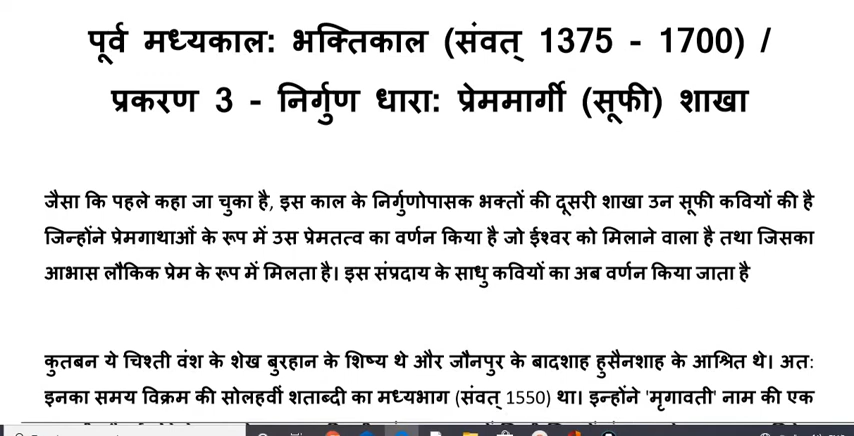 पूर्व मध्यकाल: भक्तिकाल (संवत् 1375 - 1700) /
प्रकरण 3 - निर्गुण धारा: प्रेममार्गी (सूफी) शाखा
जैसा कि पहले कहा जा चुका है, इस काल के निर्गुणोपासक भक्तों की दूसरी शाखा उन सूफी कवियों की है
जिन्होंने प्रेमगाथाओं के रूप में उस प्रेमतत्व का वर्णन किया है जो ईश्वर को मिलाने वाला है तथा जिसका
आभास लौकिक प्रेम के रूप में मिलता है। इस संप्रदाय के साधु कवियों का अब वर्णन किया जाता है
कुतबन ये चिश्ती वंश के शेख बुरहान के शिष्य थे और जौनपुर के बादशाह हुसैनशाह के आश्रित थे। अत:
इनका समय विक्रम की सोलहवीं शताब्दी का मध्यभाग (संवत् 1550) था। इन्होंने 'मृगावती' नाम की एक